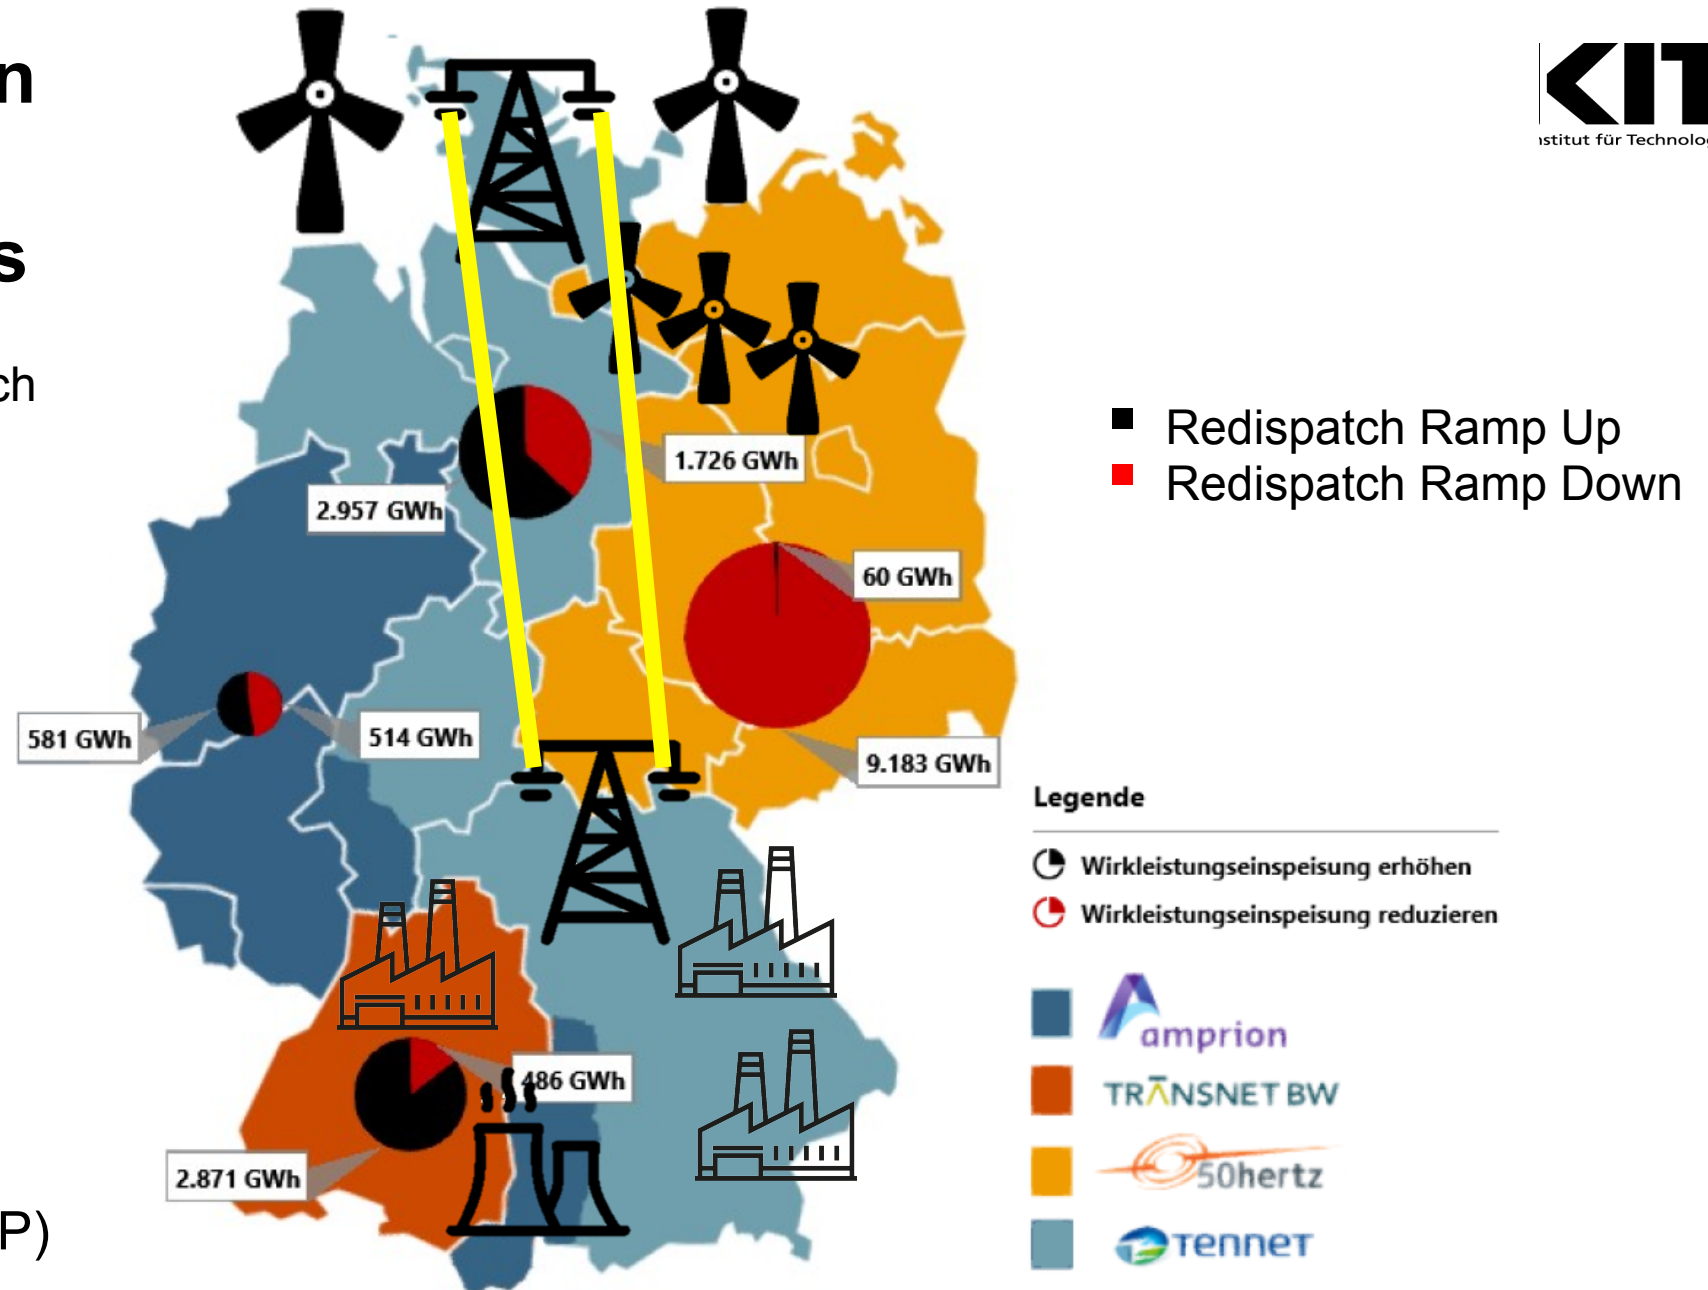 n
s
ch
P)
KIT
nstitut für Technolo
Redispatch Ramp Up
Redispatch Ramp Down
1.726 GWh
2.957 GWh
60 GWh
581 GWh
514 GWh
9.183 GWh
486 GWh
2.871 GWh
Legende
Wirkleistungseinspeisung erhöhen
Wirkleistungseinspeisung reduzieren
amprion
TRANSNET BW
50hertz
TenneT